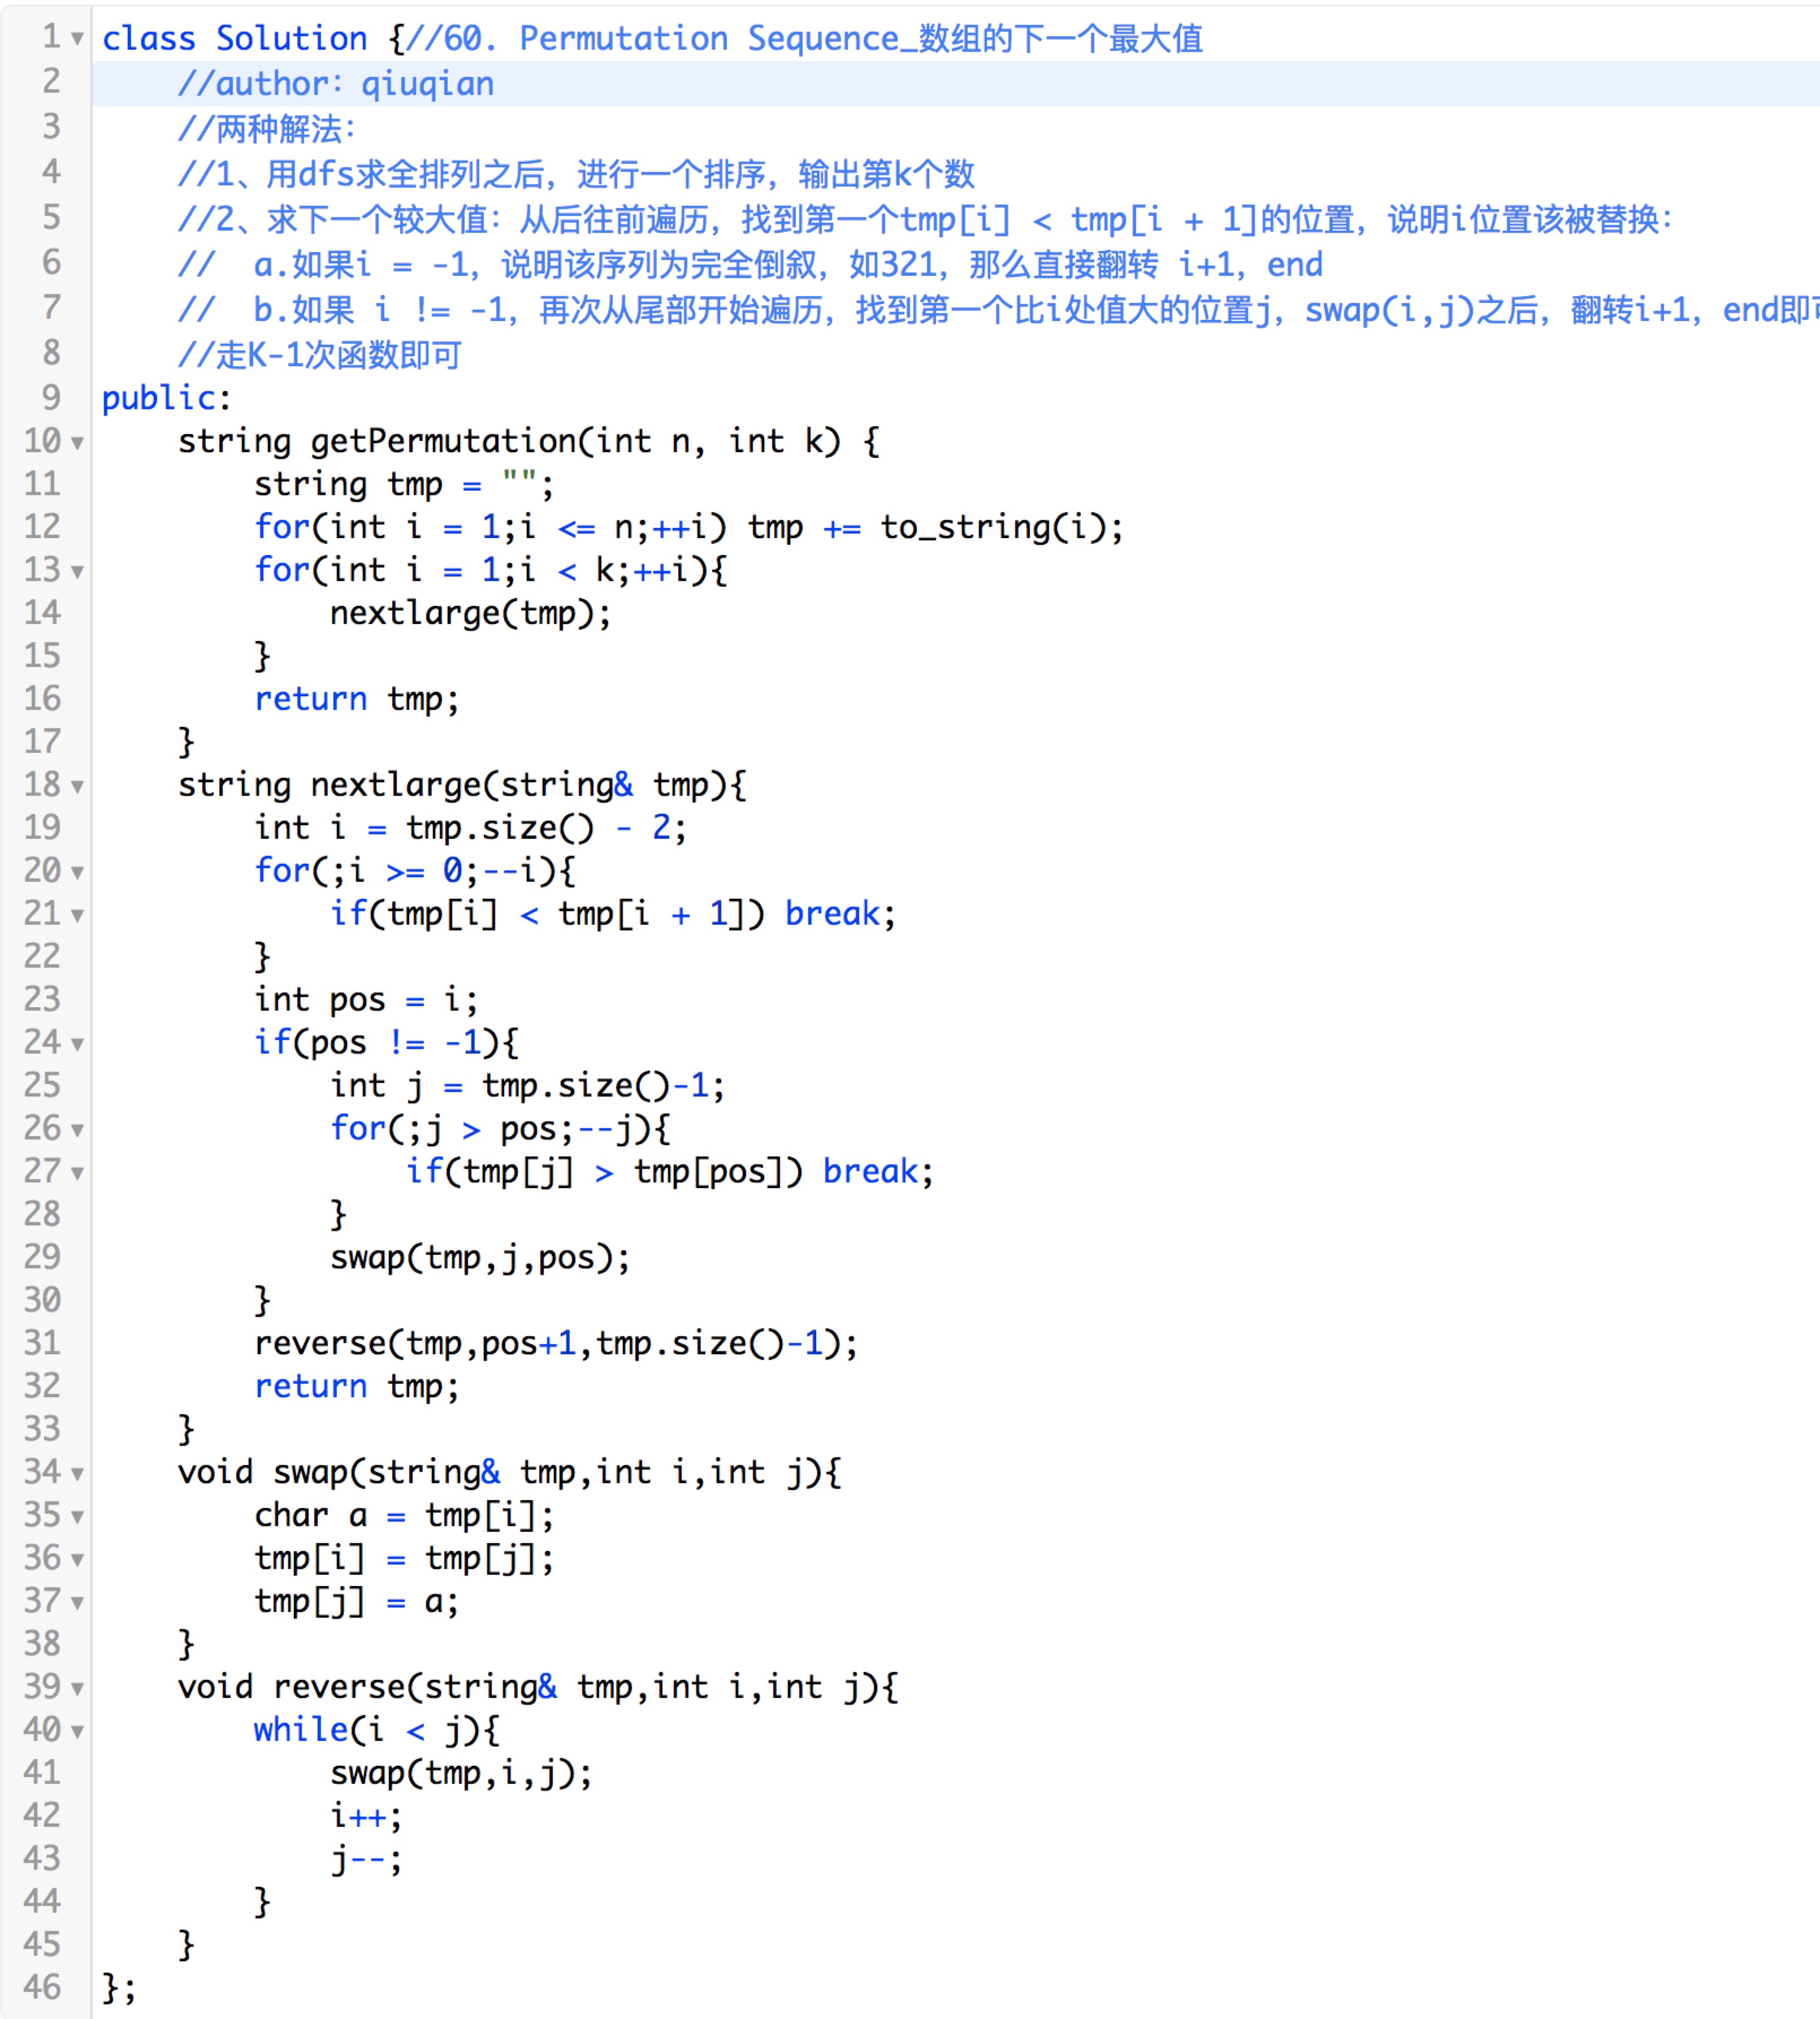 1 class Solution {//60. Permutation Sequence_数组的下一个最大值
2 //author：qiuqian
3 //两种解法：
4 //1、用dfs求全排列之后，进行一个排序，输出第k个数
5 //2、求下一个较大值：从后往前遍历，找到第一个tmp[i] < tmp[i + 1]的位置，说明i位置该被替换：
6 //  a.如果i = -1，说明该序列为完全倒叙，如321，那么直接翻转 i+1，end
7 //  b.如果 i != -1，再次从尾部开始遍历，找到第一个比i处值大的位置j，swap(i,j)之后，翻转i+1，end即
8 //走K-1次函数即可
9 public:
10 string getPermutation(int n, int k) {
11 string tmp = "";
12 for(int i = 1;i <= n;++i) tmp += to_string(i);
13 for(int i = 1;i < k;++i){
14 nextlarge(tmp);
15 }
16 return tmp;
17 }
18 string nextlarge(string& tmp){
19 int i = tmp.size() - 2;
20 for(;i >= 0;--i){
21 if(tmp[i] < tmp[i + 1]) break;
22 }
23 int pos = i;
24 if(pos != -1){
25 int j = tmp.size()-1;
26 for(;j > pos;--j){
27 if(tmp[j] > tmp[pos]) break;
28 }
29 swap(tmp,j,pos);
30 }
31 reverse(tmp,pos+1,tmp.size()-1);
32 return tmp;
33 }
34 void swap(string& tmp,int i,int j){
35 char a = tmp[i];
36 tmp[i] = tmp[j];
37 tmp[j] = a;
38 }
39 void reverse(string& tmp,int i,int j){
40 while(i < j){
41 swap(tmp,i,j);
42 i++;
43 j--;
44 }
45 }
46 };